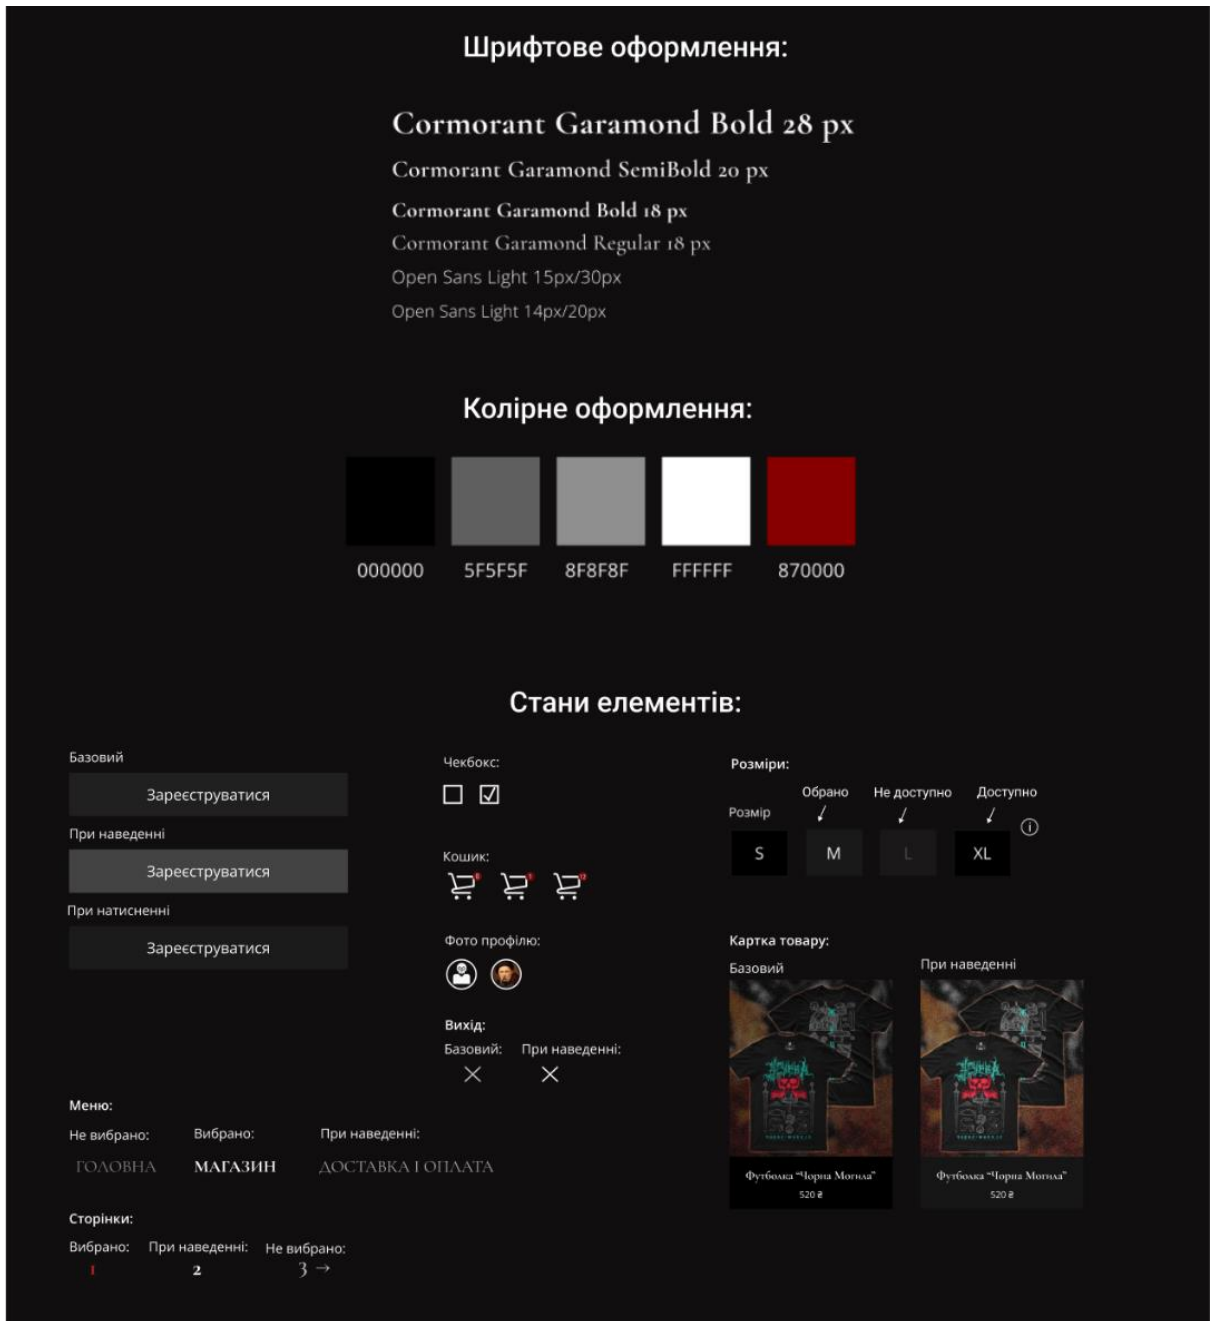 Шрифтове оформлення:
Cormorant Garamond Bold 28 px
Cormorant Garamond SemiBold 20 px
Cormorant Garamond Bold 18 px
Cormorant Garamond Regular 18 px
Open Sans Light 15px/30px
Open Sans Light 14px/20px
Колірне оформлення:
000000 5F5F5F 8F8F8F FFFFFF 870000
Стани елементів:
Базовий
Зареєструватися
При наведенні
Зареєструватися
При натисненні
Зареєструватися
Чекбокс:
Кошик:
Фото профілю:
Вихід:
Базовий: При наведенні:
Розміри:
Обрано Не доступно Доступно
Розмір
S M L XL
Картка товару:
Базовий
При наведенні
Футболка "Чорна Могила"
520 ₴
Футболка "Чорна Могила"
520 ₴
Меню:
Не вибрано: Вибрано: При наведенні:
ГОЛОВНА МАГАЗИН ДОСТАВКА І ОПЛАТА
Сторінки:
Вибрано: При наведенні: Не вибрано:
1 2 3 →